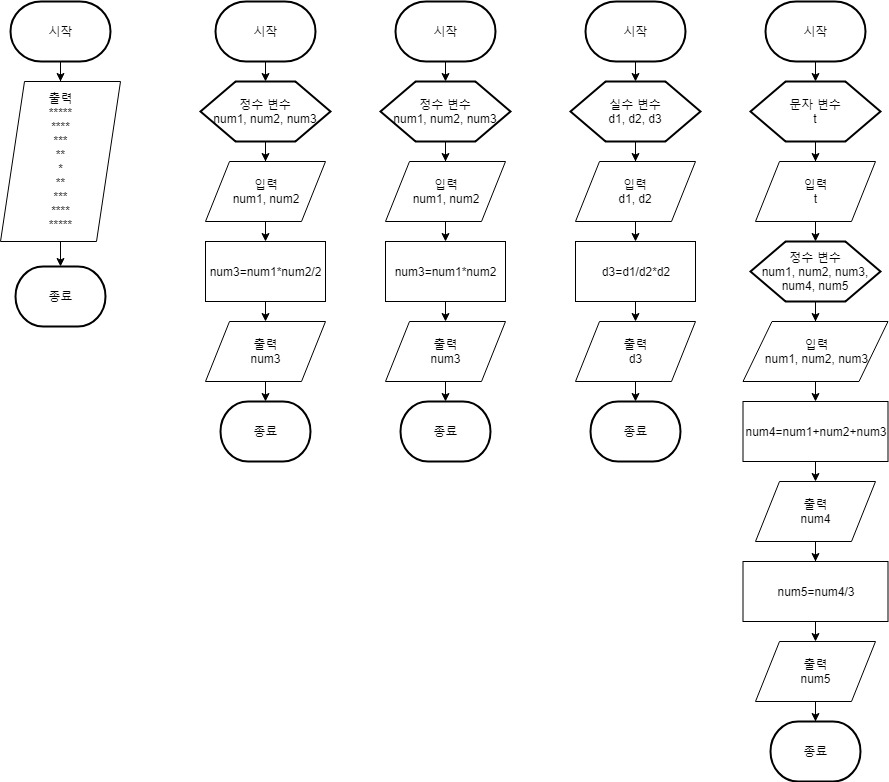 시작
출력
*****
****
***
**
*
**
***
****
*****
종료
시작
정수 변수
num1, num2, num3
입력
num1, num2
num3=num1*num2/2
출력
num3
종료
시작
정수 변수
num1, num2, num3
입력
num1, num2
num3=num1*num2
출력
num3
종료
시작
실수 변수
d1, d2, d3
입력
d1, d2
d3=d1/d2*d2
출력
d3
종료
시작
문자 변수
t
입력
t
정수 변수
num1, num2, num3,
num4, num5
입력
num1, num2, num3
num4=num1+num2+num3
출력
num4
num5=num4/3
출력
num5
종료